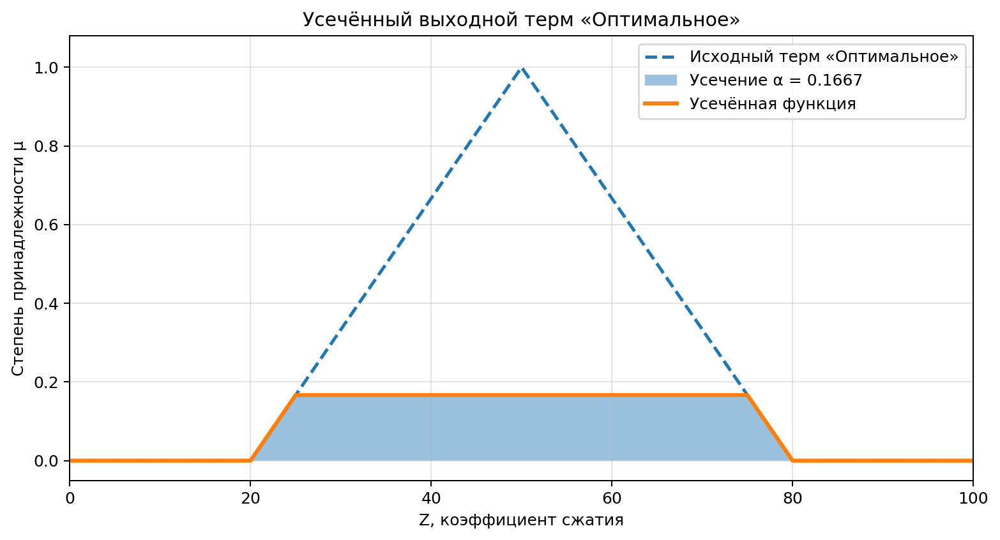 Усечённый выходной терм «Оптимальное»
Исходный терм «Оптимальное»
Усечение α = 0.1667
Усечённая функция
Степень принадлежности μ
1.0
0.8
0.6
0.4
0.2
0.0
0
20
40
60
80
100
Z, коэффициент сжатия